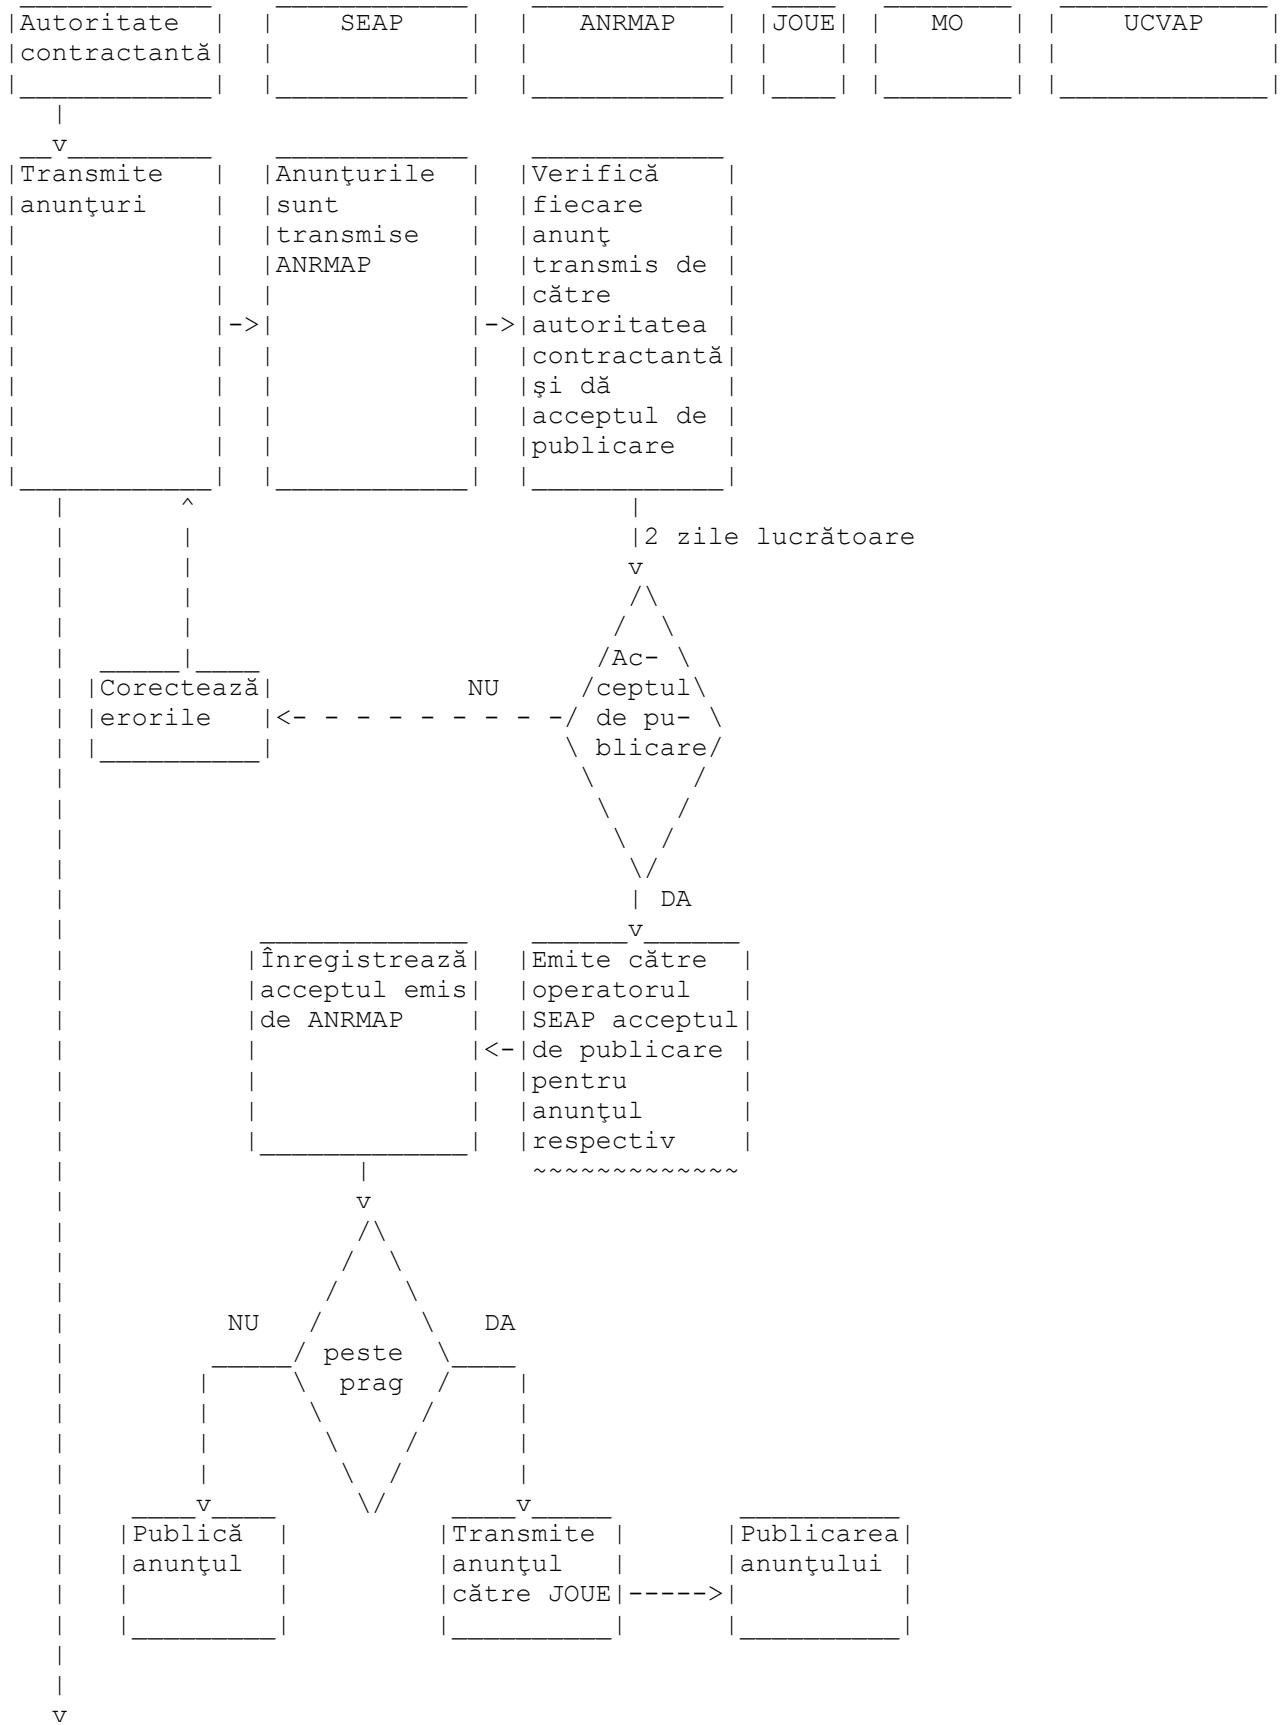 Autoritate SEAP ANRMAP JOUE MO UCVAP
contractantă
Transmite
anunţuri
Anunţurile
sunt
transmise
ANRMAP
Verifică
fiecare
anunţ
transmis de
către
autoritatea
contractantă
şi dă
acceptul de
publicare
2 zile lucrătoare
Ac-
ceptul
de pu-
blicare
NU
Corectează
erorile
DA
Emite către
operatorul
SEAP acceptul
de publicare
pentru
anunţul
respectiv
Înregistrează
acceptul emis
de ANRMAP
peste
prag
NU
DA
Publică
anunţul
Transmite
anunţul
către JOUE
Publicarea
anunţului